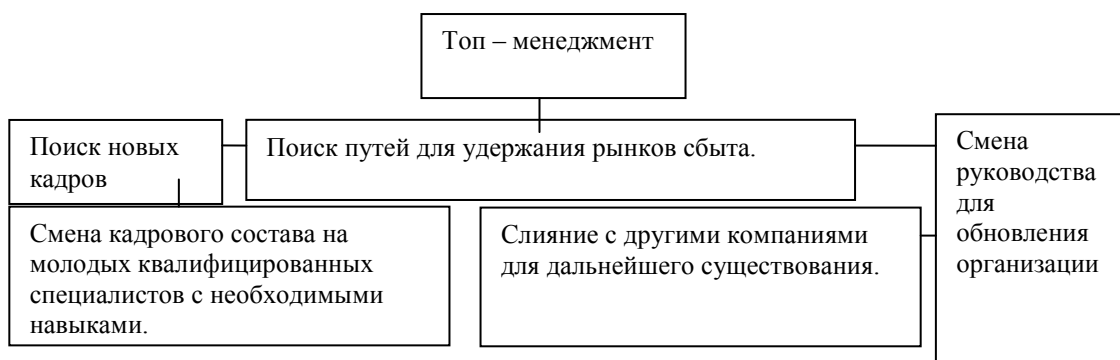 Топ – менеджмент
Поиск новых
кадров
Поиск путей для удержания рынков сбыта.
Смена
руководства
для
обновления
организации
Смена кадрового состава на
молодых квалифицированных
специалистов с необходимыми
навыками.
Слияние с другими компаниями
для дальнейшего существования.